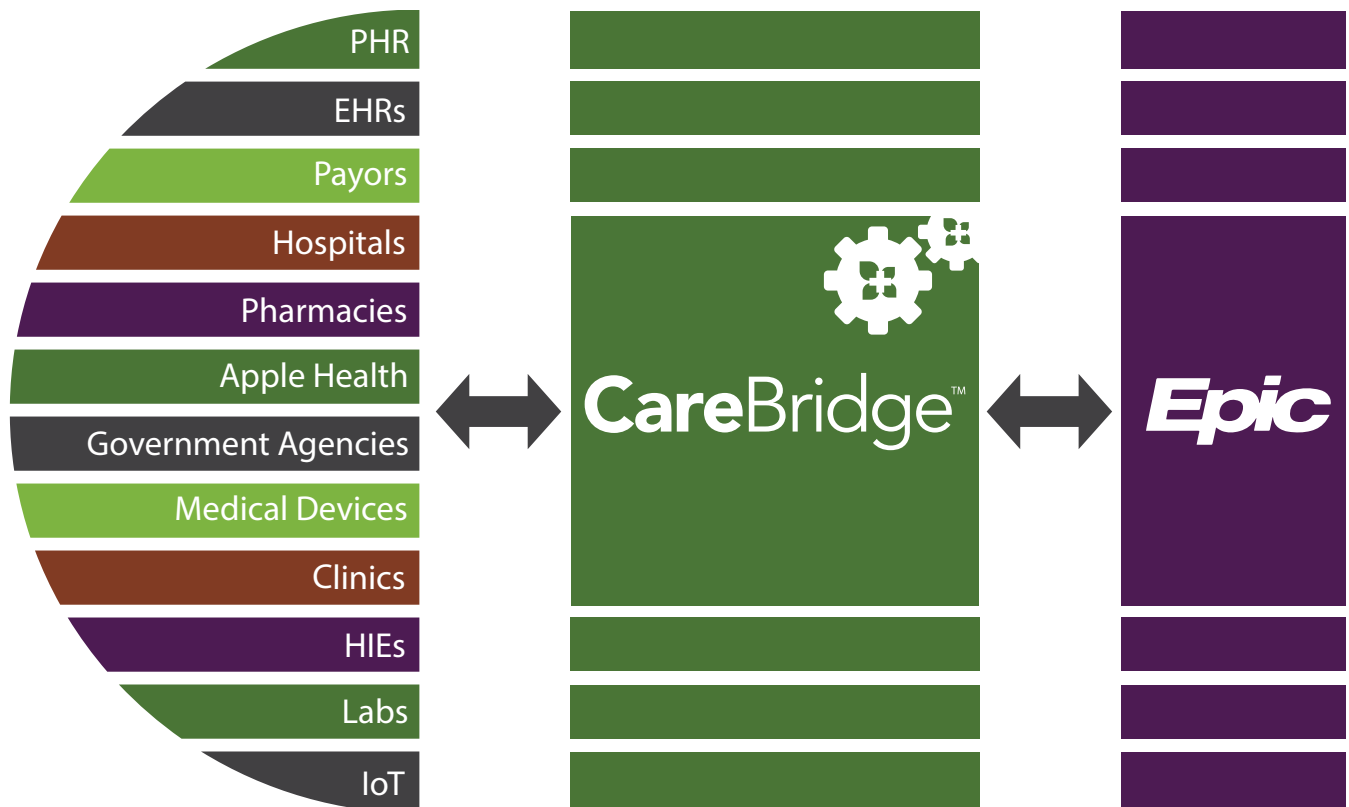 PHR
EHRs
Payors
Hospitals
Pharmacies
Apple Health
Government Agencies
Medical Devices
Clinics
HIEs
Labs
IoT
CareBridge™
Epic